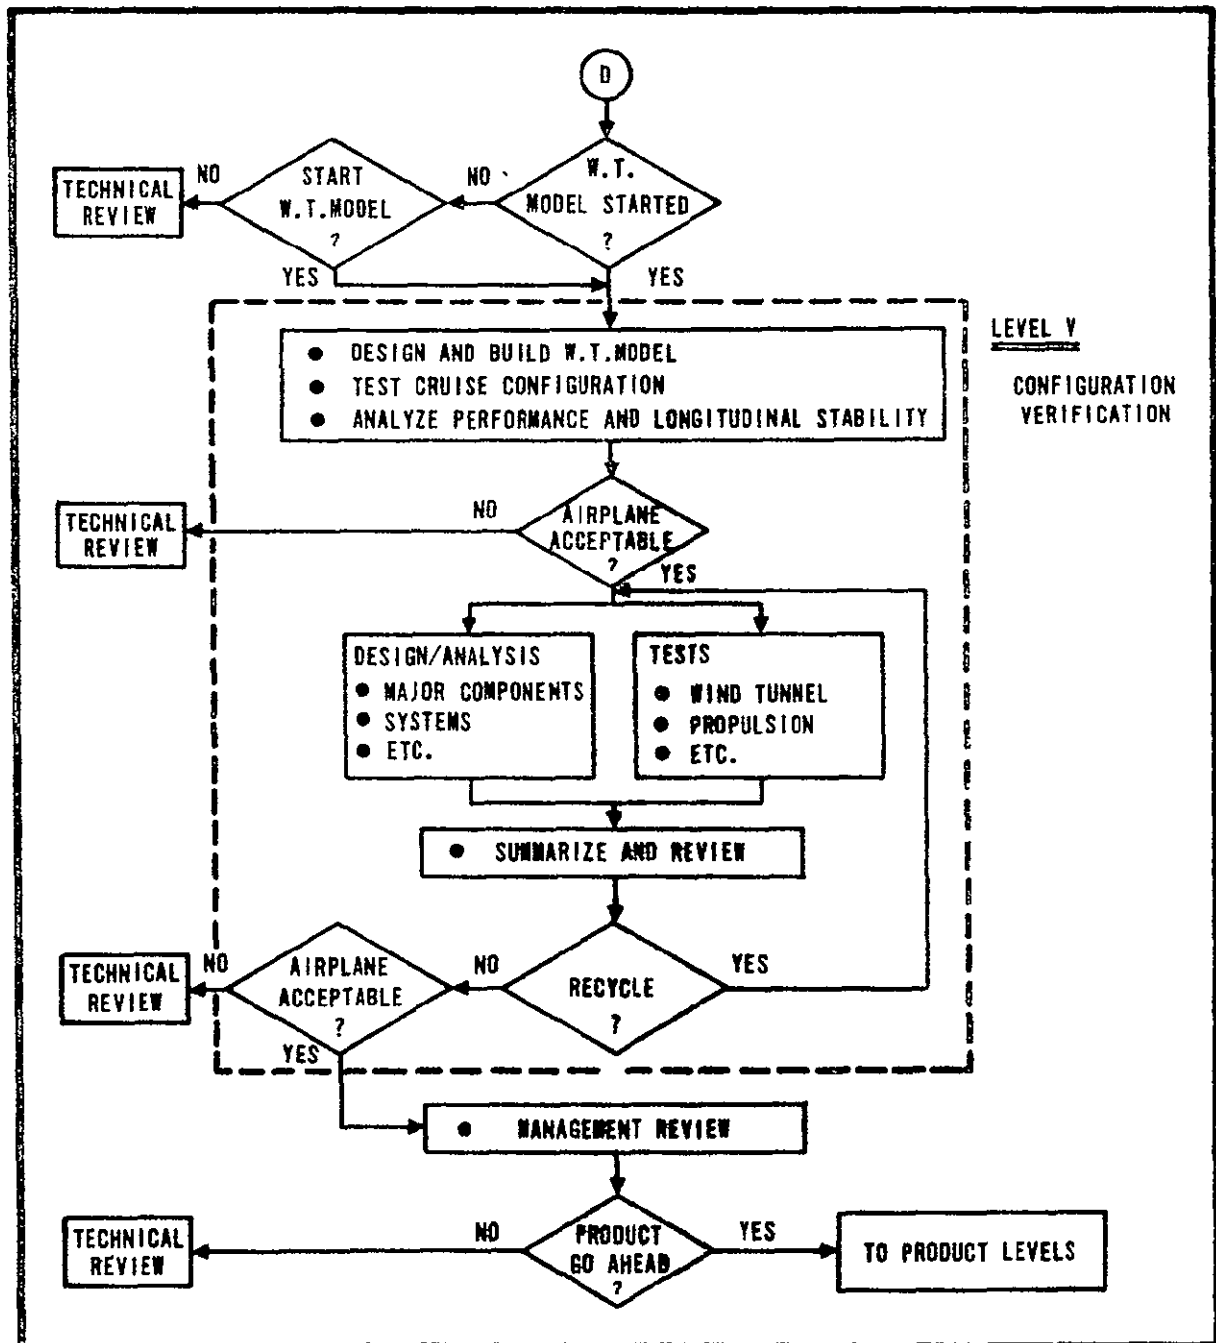 D
W.T.
MODEL STARTED
?
NO
START
W.T.MODEL
?
NO
TECHNICAL
REVIEW
YES
YES
LEVEL V
CONFIGURATION
VERIFICATION
● DESIGN AND BUILD W.T.MODEL
● TEST CRUISE CONFIGURATION
● ANALYZE PERFORMANCE AND LONGITUDINAL STABILITY
AIRPLANE
ACCEPTABLE
?
NO
TECHNICAL
REVIEW
YES
DESIGN/ANALYSIS
● MAJOR COMPONENTS
● SYSTEMS
● ETC.
TESTS
● WIND TUNNEL
● PROPULSION
● ETC.
● SUMMARIZE AND REVIEW
RECYCLE
?
YES
NO
AIRPLANE
ACCEPTABLE
?
NO
TECHNICAL
REVIEW
YES
● MANAGEMENT REVIEW
PRODUCT
GO AHEAD
?
NO
TECHNICAL
REVIEW
YES
TO PRODUCT LEVELS